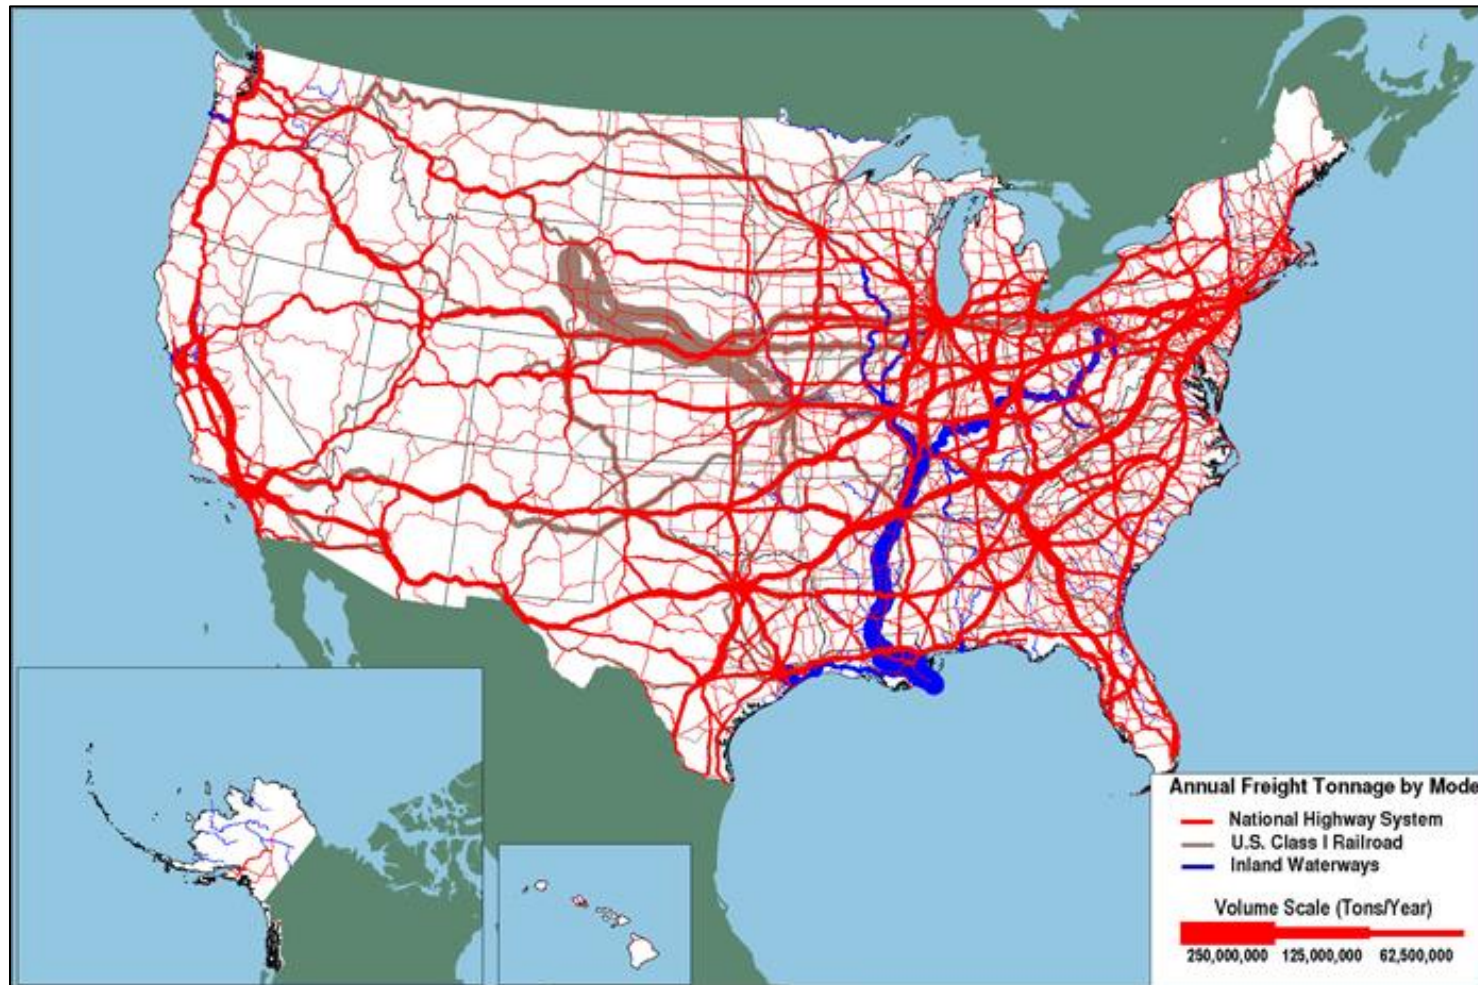 Annual Freight Tonnage by Mode
National Highway System
U.S. Class I Railroad
Inland Waterways
Volume Scale (Tons/Year)
250,000,000 125,000,000 62,500,000